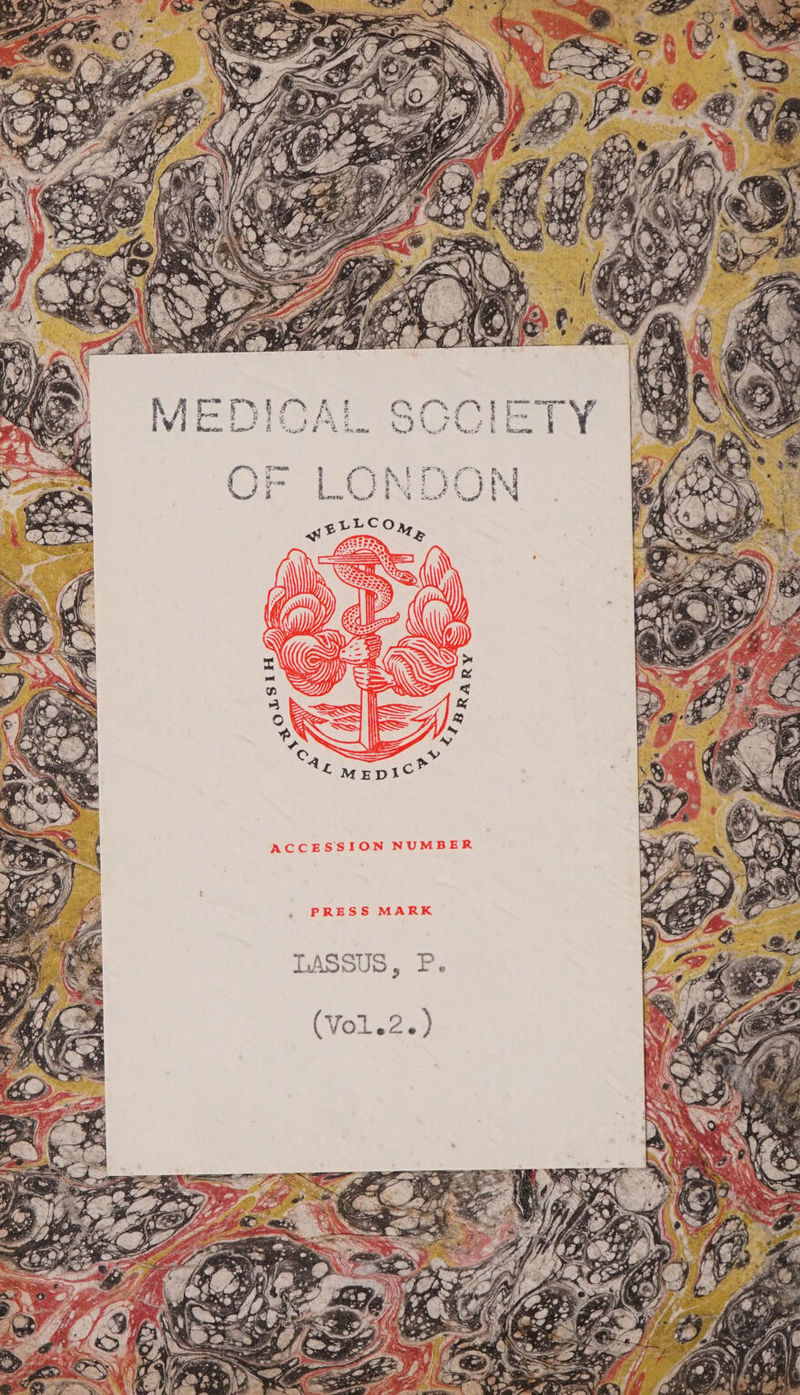 MEDICAL SOCIETY
OF LONDON
WELLCOME
HISTORICAL MEDICAL LIBRARY
ACCESSION NUMBER
PRESS MARK
LASSUS, P.
(Vol.2.)